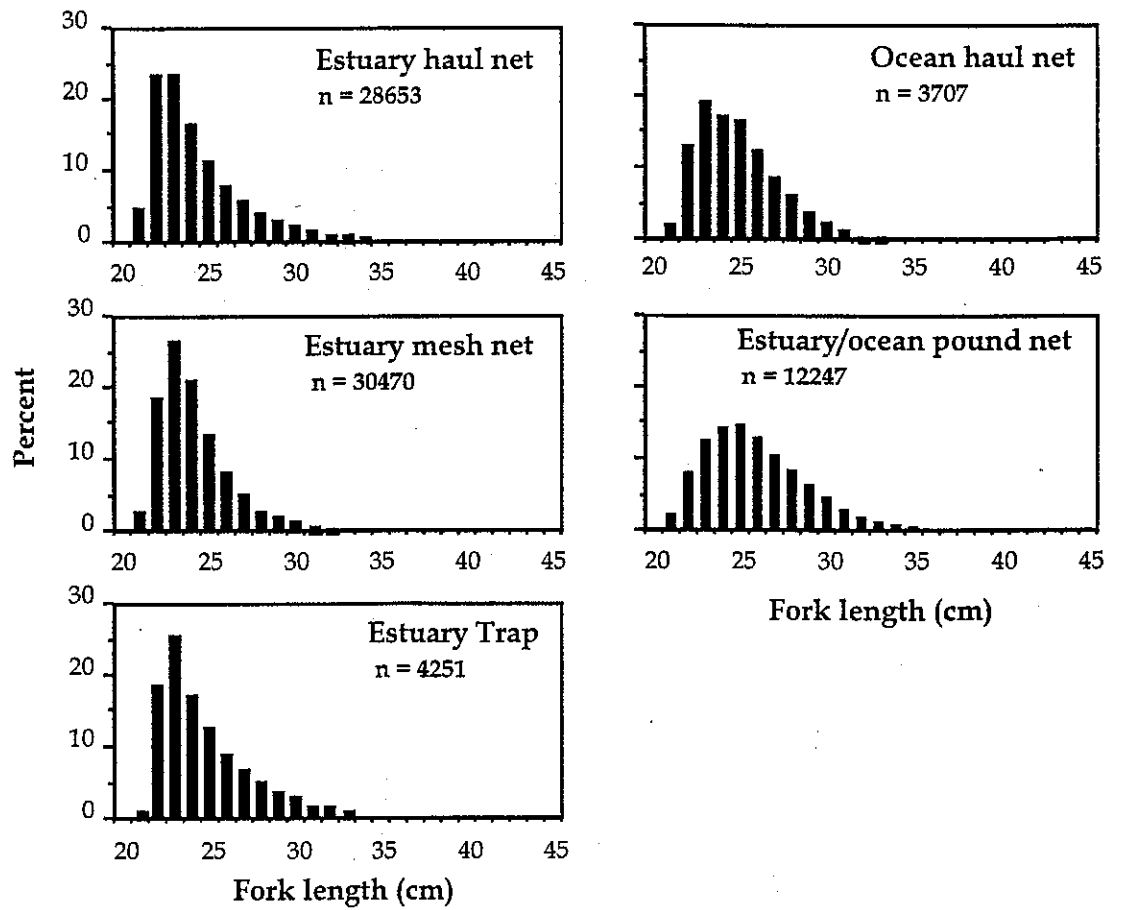 30
20
10
0
Estuary haul net
n = 28653
20 25 30 35 40 45
Ocean haul net
n = 3707
20 25 30 35 40 45
Percent
30
20
10
0
Estuary mesh net
n = 30470
20 25 30 35 40 45
Estuary/ocean pound net
n = 12247
20 25 30 35 40 45
Fork length (cm)
30
20
10
0
Estuary Trap
n = 4251
20 25 30 35 40 45
Fork length (cm)